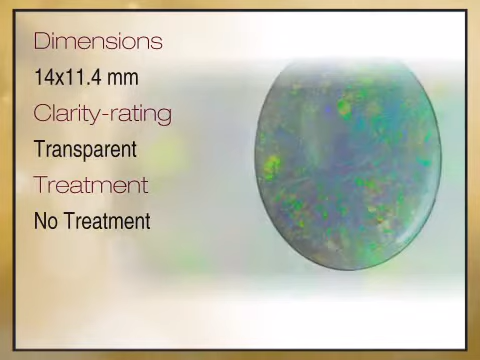 Dimensions
14x11.4 mm
Clarity-rating
Transparent
Treatment
No Treatment